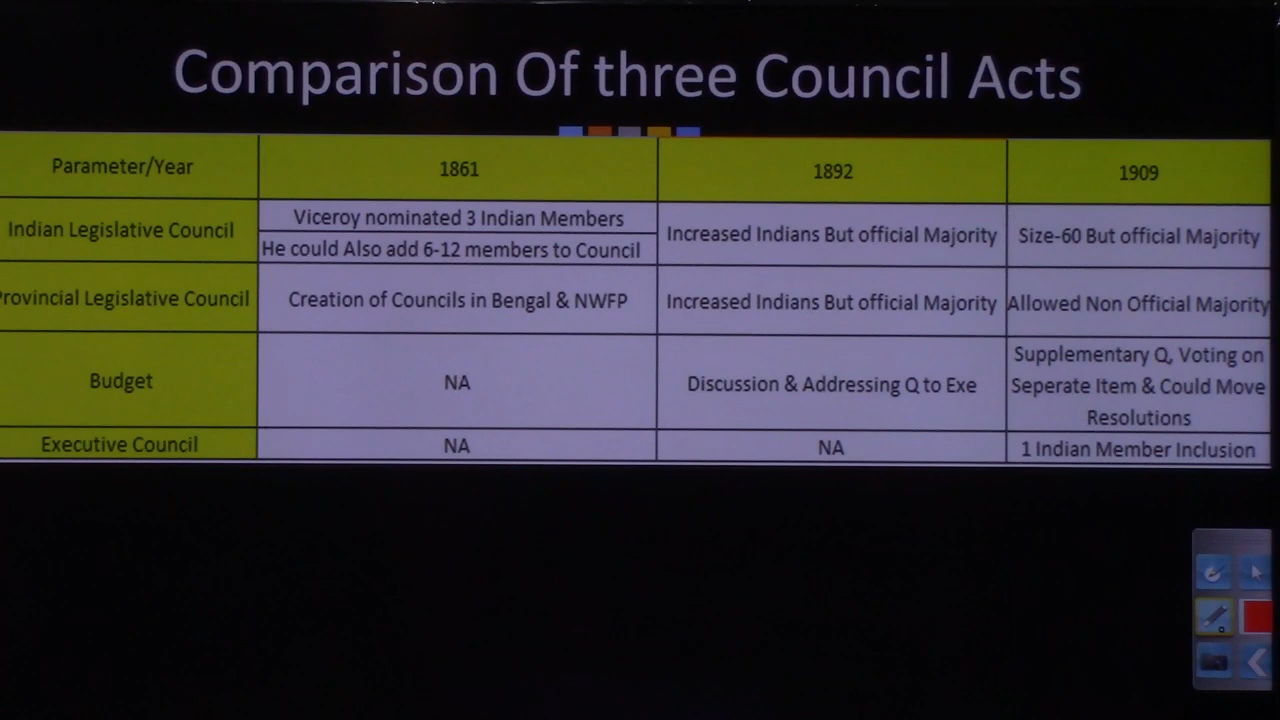 Comparison Of three Council Acts
Parameter/Year 1861 1892 1909
Indian Legislative Council Viceroy nominated 3 Indian Members Increased Indians But official Majority Size-60 But official Majority
He could Also add 6-12 members to Council
Provincial Legislative Council Creation of Councils in Bengal & NWFP Increased Indians But official Majority Allowed Non Official Majority
Budget NA Discussion & Addressing Q to Exe Supplementary Q, Voting on
Seperate Item & Could Move
Resolutions
Executive Council NA NA 1 Indian Member Inclusion